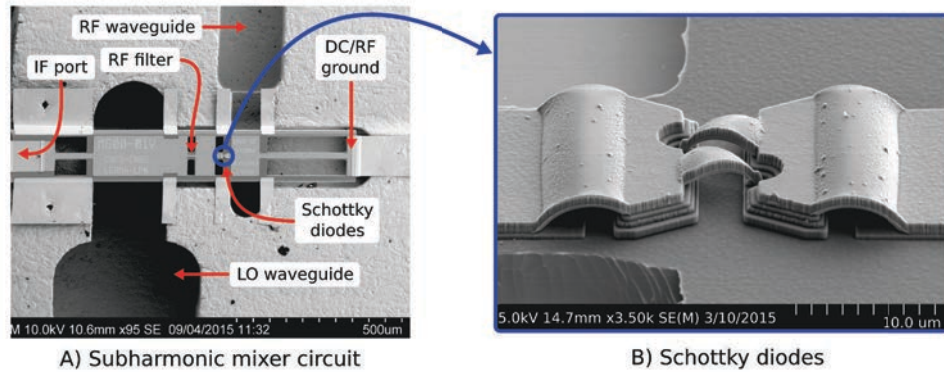 RF waveguide
DC/RF
ground
RF filter
IF port
Schottky
diodes
LO waveguide
M 10.0kV 10.6mm x95 SE 09/04/2015 11:32
500um
A) Subharmonic mixer circuit
5.0kV 14.7mm x3.50k SE(M) 3/10/2015
10.0 um
B) Schottky diodes